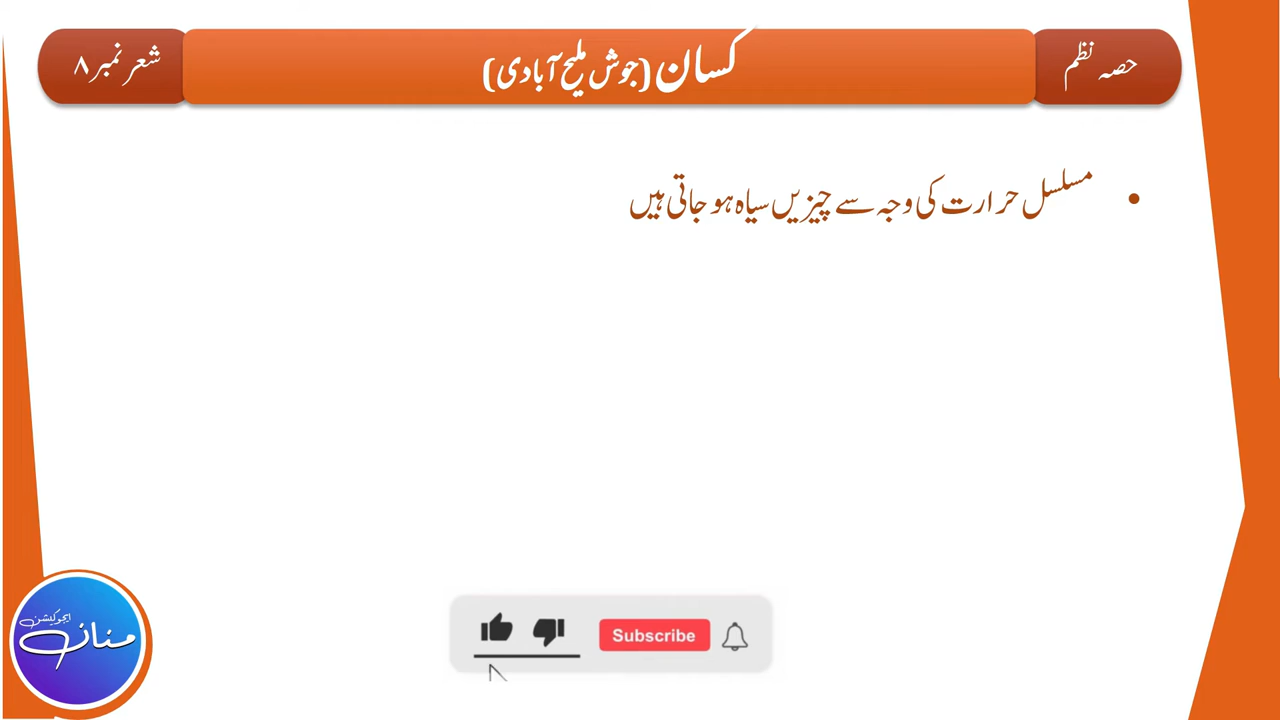 حصہ نظم
کسان (جوش ملیح آبادی)
شعر نمبر ۸
• مسلسل حرارت کی وجہ سے چیزیں سیاہ ہو جاتی ہیں
ایجوکیشن
منان
Subscribe